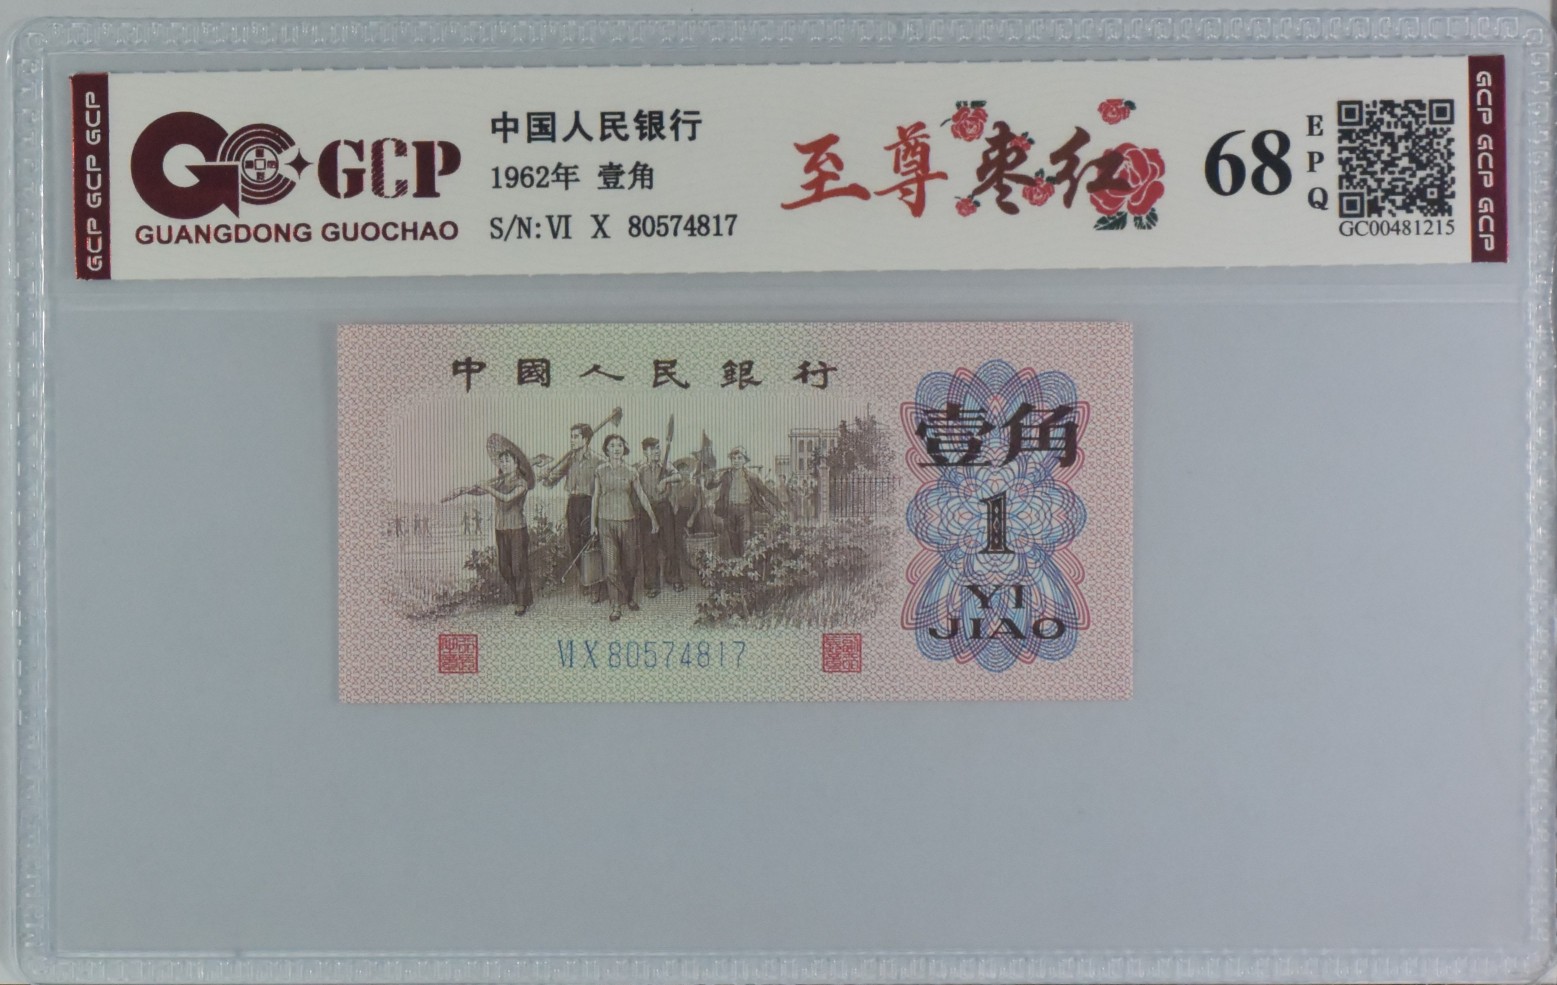 GCP GCP GCP
GCP
GUANGDONG GUOCHAO
中国人民银行
1962年 壹角
S/N:Ⅵ X 80574817
至尊枣红
68
EPQ
GC00481215
GCP GCP GCP
中國人民銀行
壹角
1
YI
JIAO
ⅥX80574817